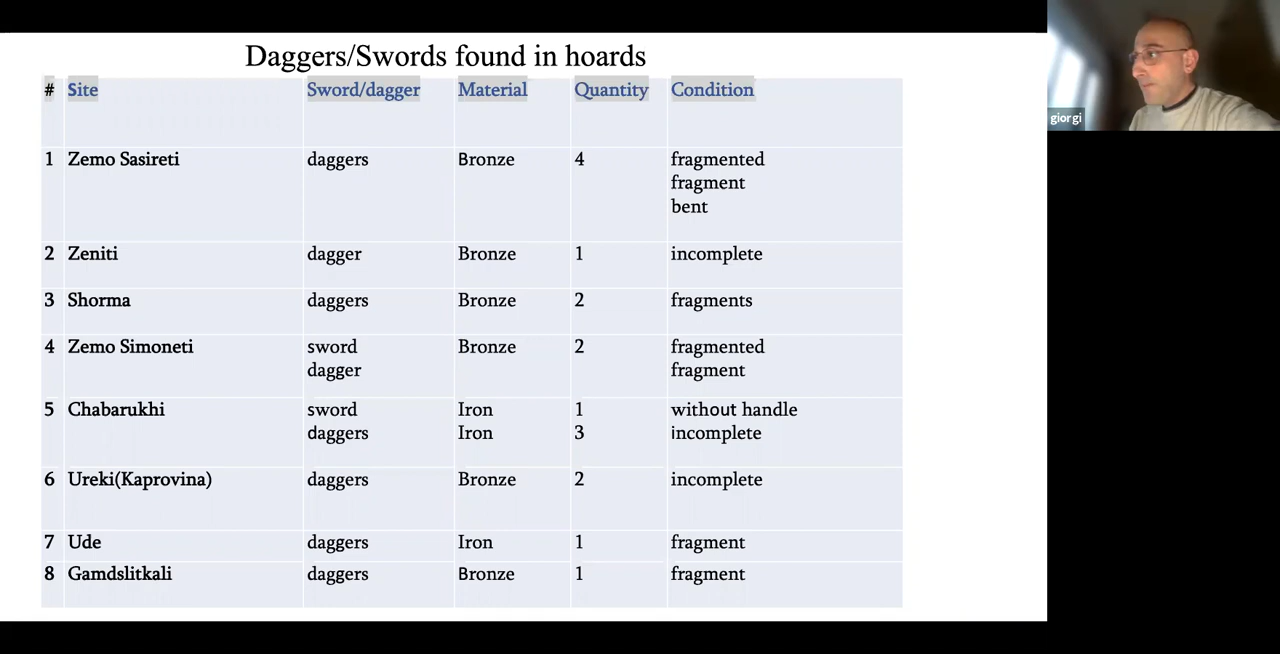 Daggers/Swords found in hoards
# Site Sword/dagger Material Quantity Condition
1 Zemo Sasireti daggers Bronze 4 fragmented
fragment
bent
2 Zeniti dagger Bronze 1 incomplete
3 Shorma daggers Bronze 2 fragments
4 Zemo Simoneti sword Bronze 2 fragmented
dagger fragment
5 Chabarukhi sword Iron 1 without handle
daggers Iron 3 incomplete
6 Ureki(Kaprovina) daggers Bronze 2 incomplete
7 Ude daggers Iron 1 fragment
8 Gamdslitkali daggers Bronze 1 fragment
giorgi